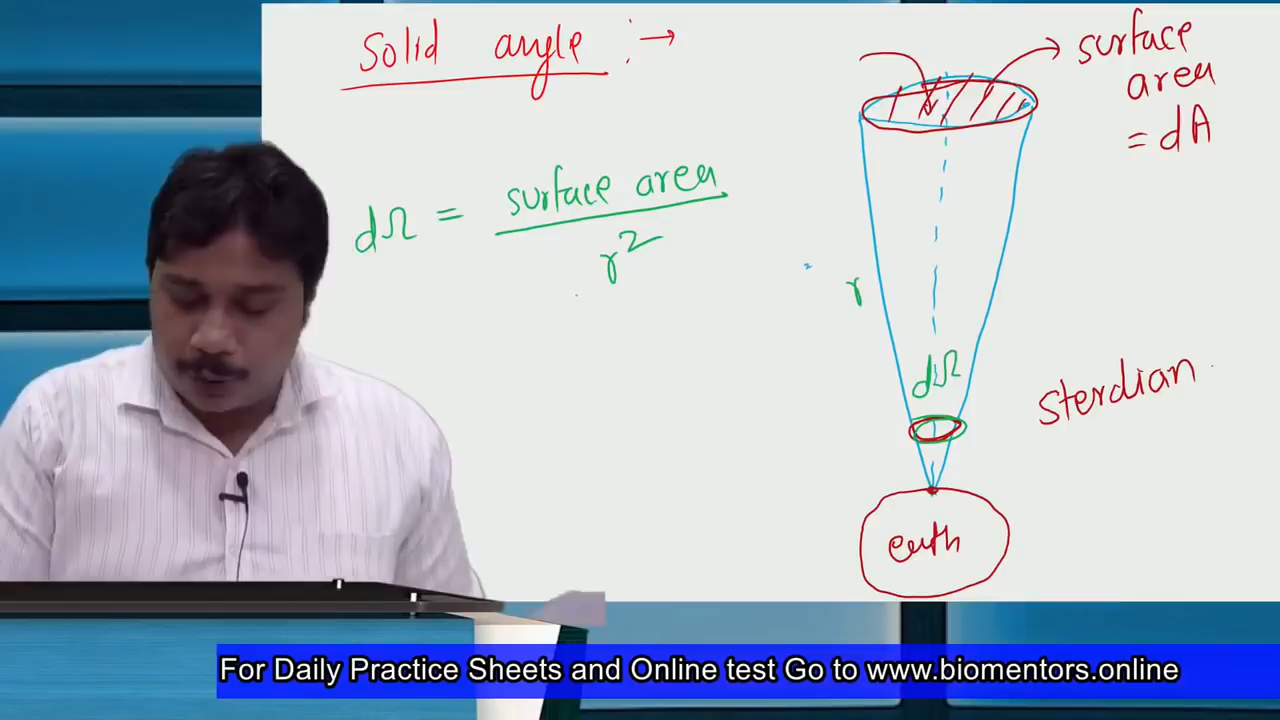 Solid angle :→
surface
area
= dA
dΩ = surface area
r²
r
dΩ
sterdian
earth
For Daily Practice Sheets and Online test Go to www.biomentors.online